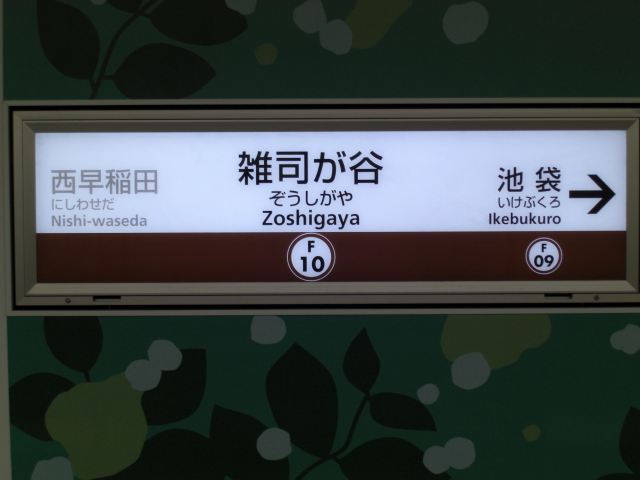 西早稲田
にしわせだ
Nishi-waseda
雑司が谷
ぞうしがや
Zoshigaya
F
10
池袋
いけぶくろ
Ikebukuro
F
09